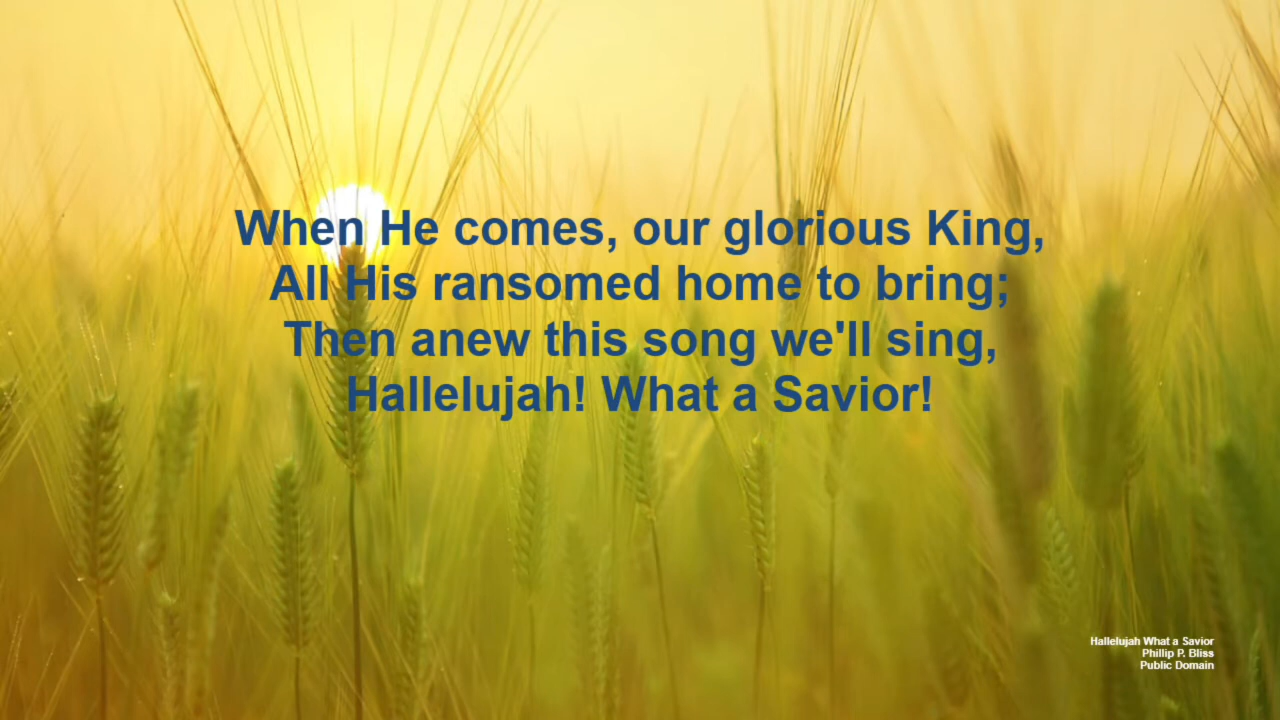 When He comes, our glorious King,
All His ransomed home to bring;
Then anew this song we'll sing,
Hallelujah! What a Savior!
Hallelujah What a Savior
Phillip P. Bliss
Public Domain